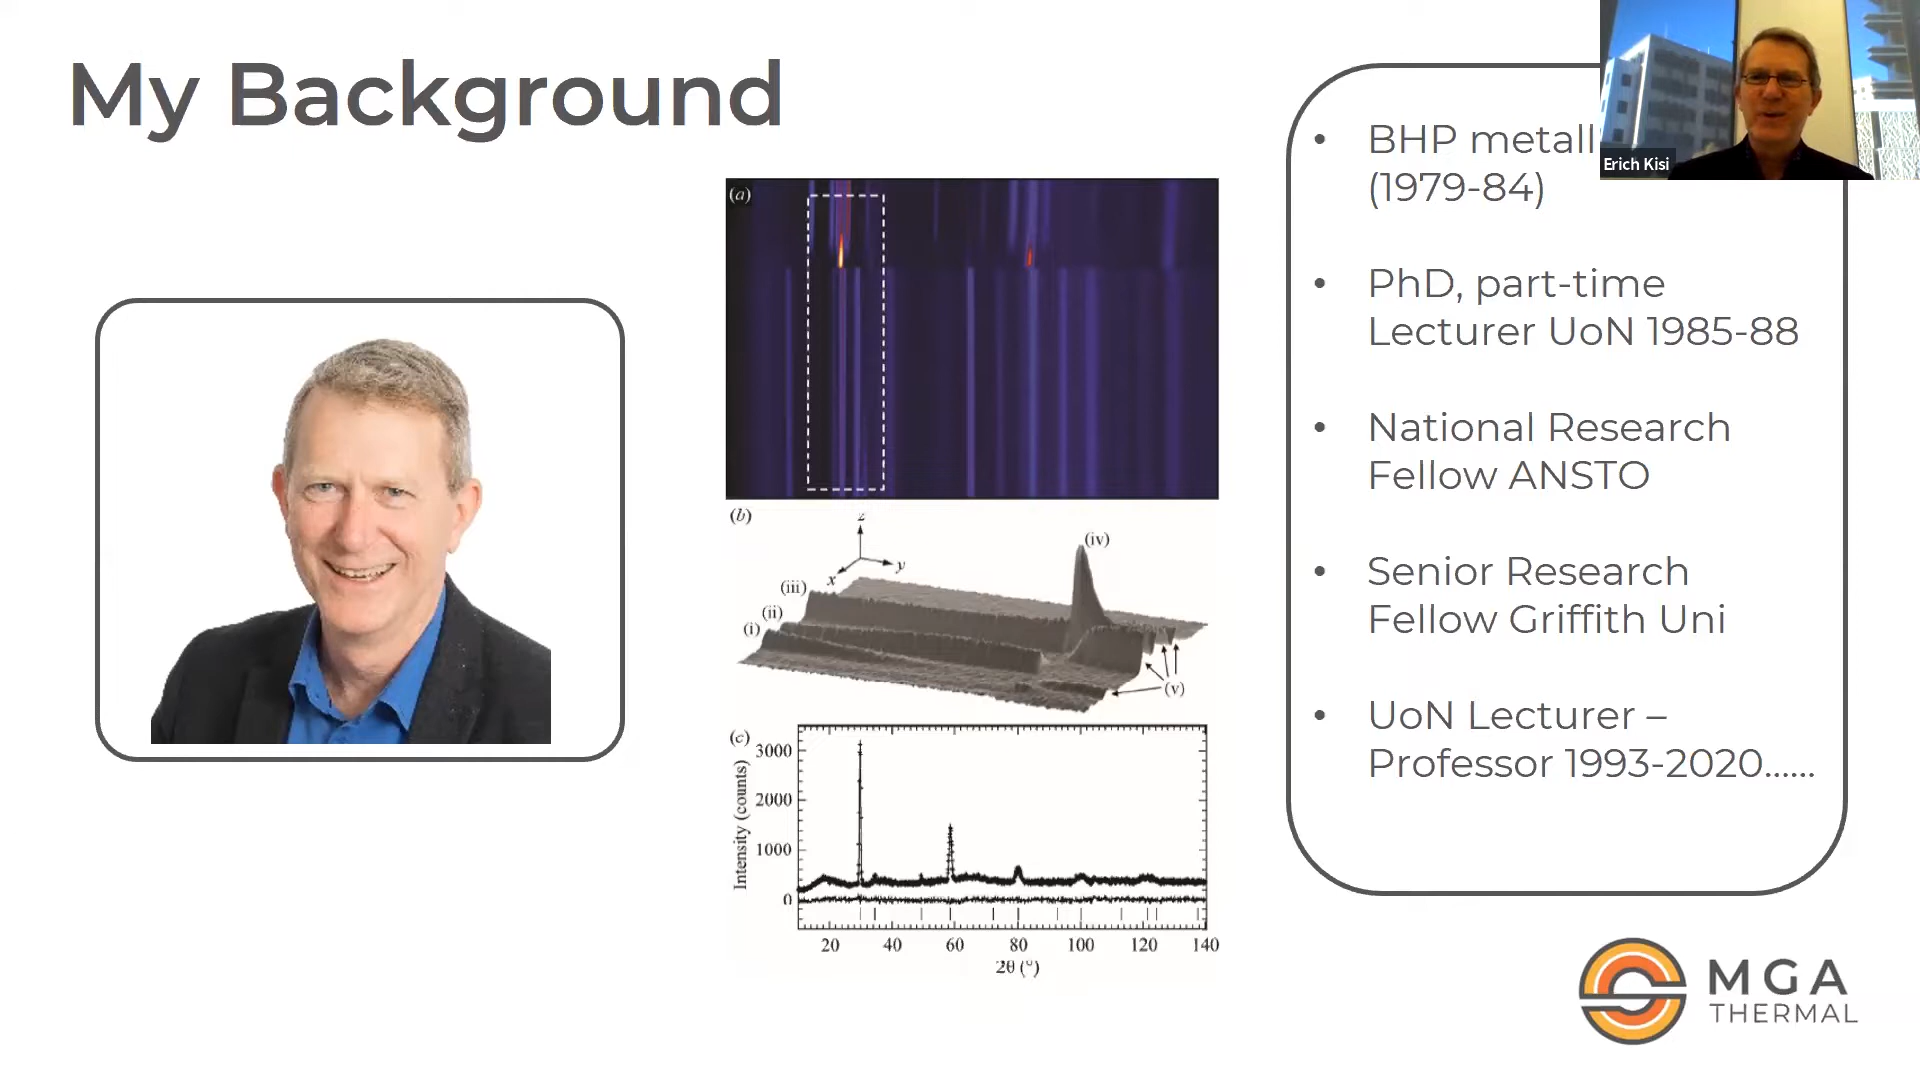 My Background
Erich Kisi
• BHP metall
(1979-84)
• PhD, part-time
Lecturer UoN 1985-88
• National Research
Fellow ANSTO
• Senior Research
Fellow Griffith Uni
• UoN Lecturer –
Professor 1993-2020......
(a)
(b)
z
y
x
(iv)
(iii)
(ii)
(i)
(v)
(c)
Intensity (counts)
3000
2000
1000
0
20 40 60 80 100 120 140
2θ (°)
MGA
THERMAL